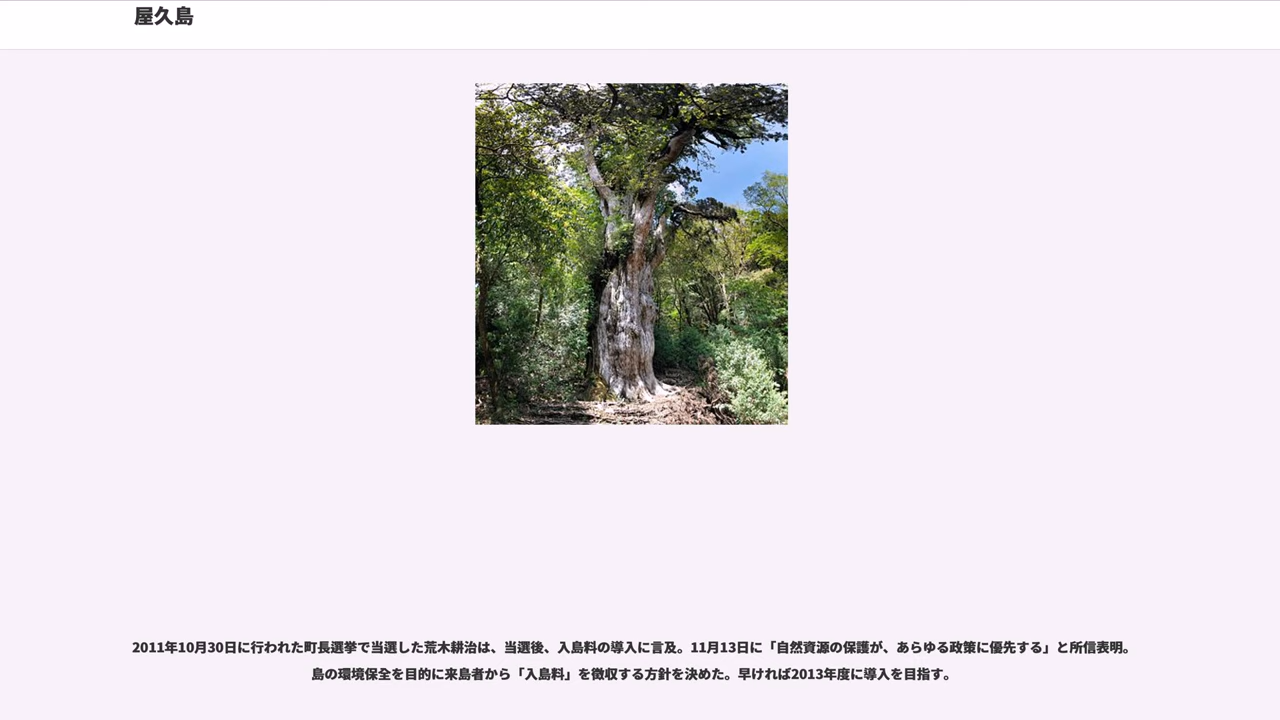 屋久島
2011年10月30日に行われた町長選挙で当選した荒木耕治は、当選後、入島料の導入に言及。11月13日に「自然資源の保護が、あらゆる政策に優先する」と所信表明。
島の環境保全を目的に来島者から「入島料」を徴収する方針を決めた。早ければ2013年度に導入を目指す。